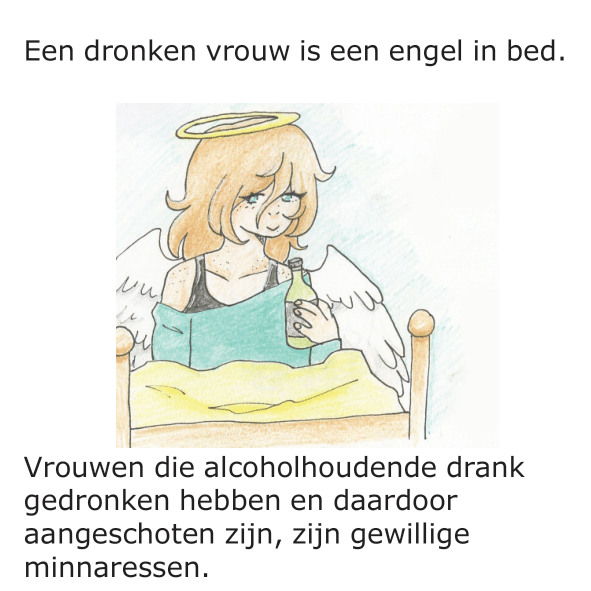 Een dronken vrouw is een engel in bed.
Vrouwen die alcoholhoudende drank
gedronken hebben en daardoor
aangeschoten zijn, zijn gewillige
minnaressen.